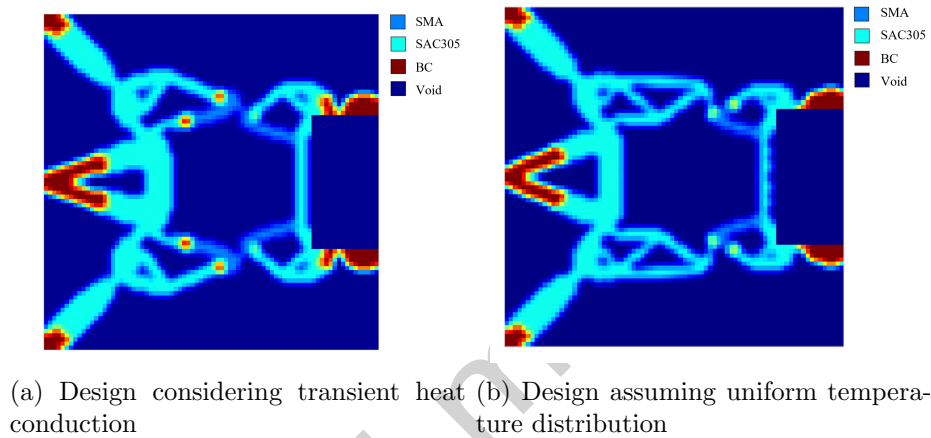 SMA
SAC305
BC
Void
SMA
SAC305
BC
Void
(a) Design considering transient heat
conduction
(b) Design assuming uniform tempera-
ture distribution